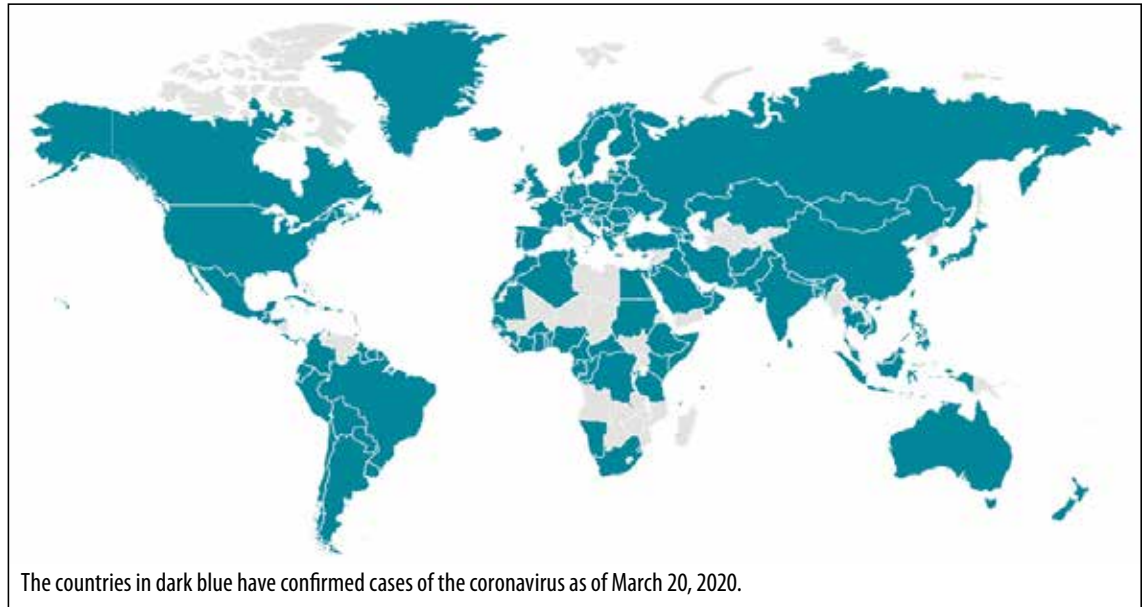 The countries in dark blue have confirmed cases of the coronavirus as of March 20, 2020.